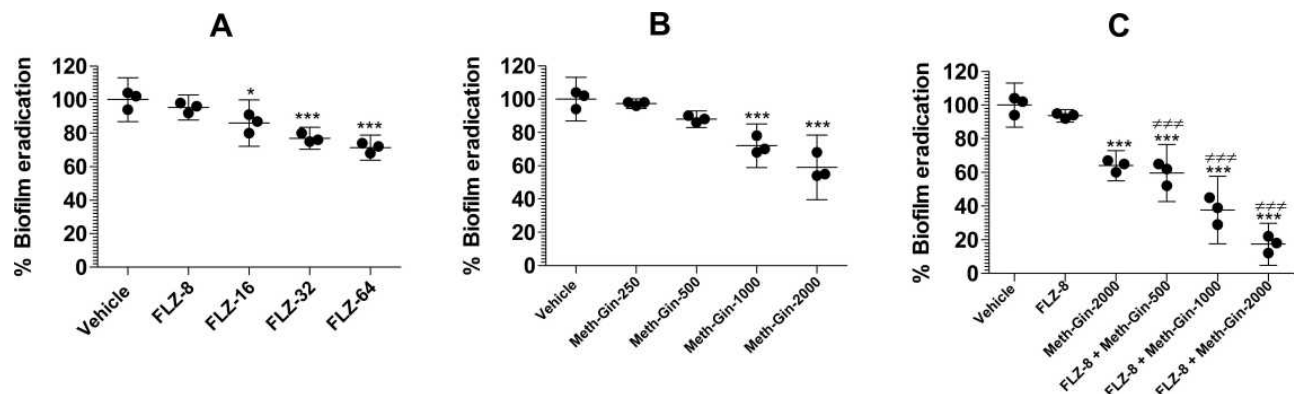 A
% Biofilm eradication
120
100
80
60
40
20
0
*
***
***
Vehicle
FLZ-8
FLZ-16
FLZ-32
FLZ-64
B
% Biofilm eradication
120
100
80
60
40
20
0
***
***
Vehicle
Meth-Gin-250
Meth-Gin-500
Meth-Gin-1000
Meth-Gin-2000
C
% Biofilm eradication
120
100
80
60
40
20
0
***
≠≠≠
***
≠≠≠
***
≠≠≠
***
Vehicle
FLZ-8
Meth-Gin-2000
FLZ-8 + Meth-Gin-500
FLZ-8 + Meth-Gin-1000
FLZ-8 + Meth-Gin-2000